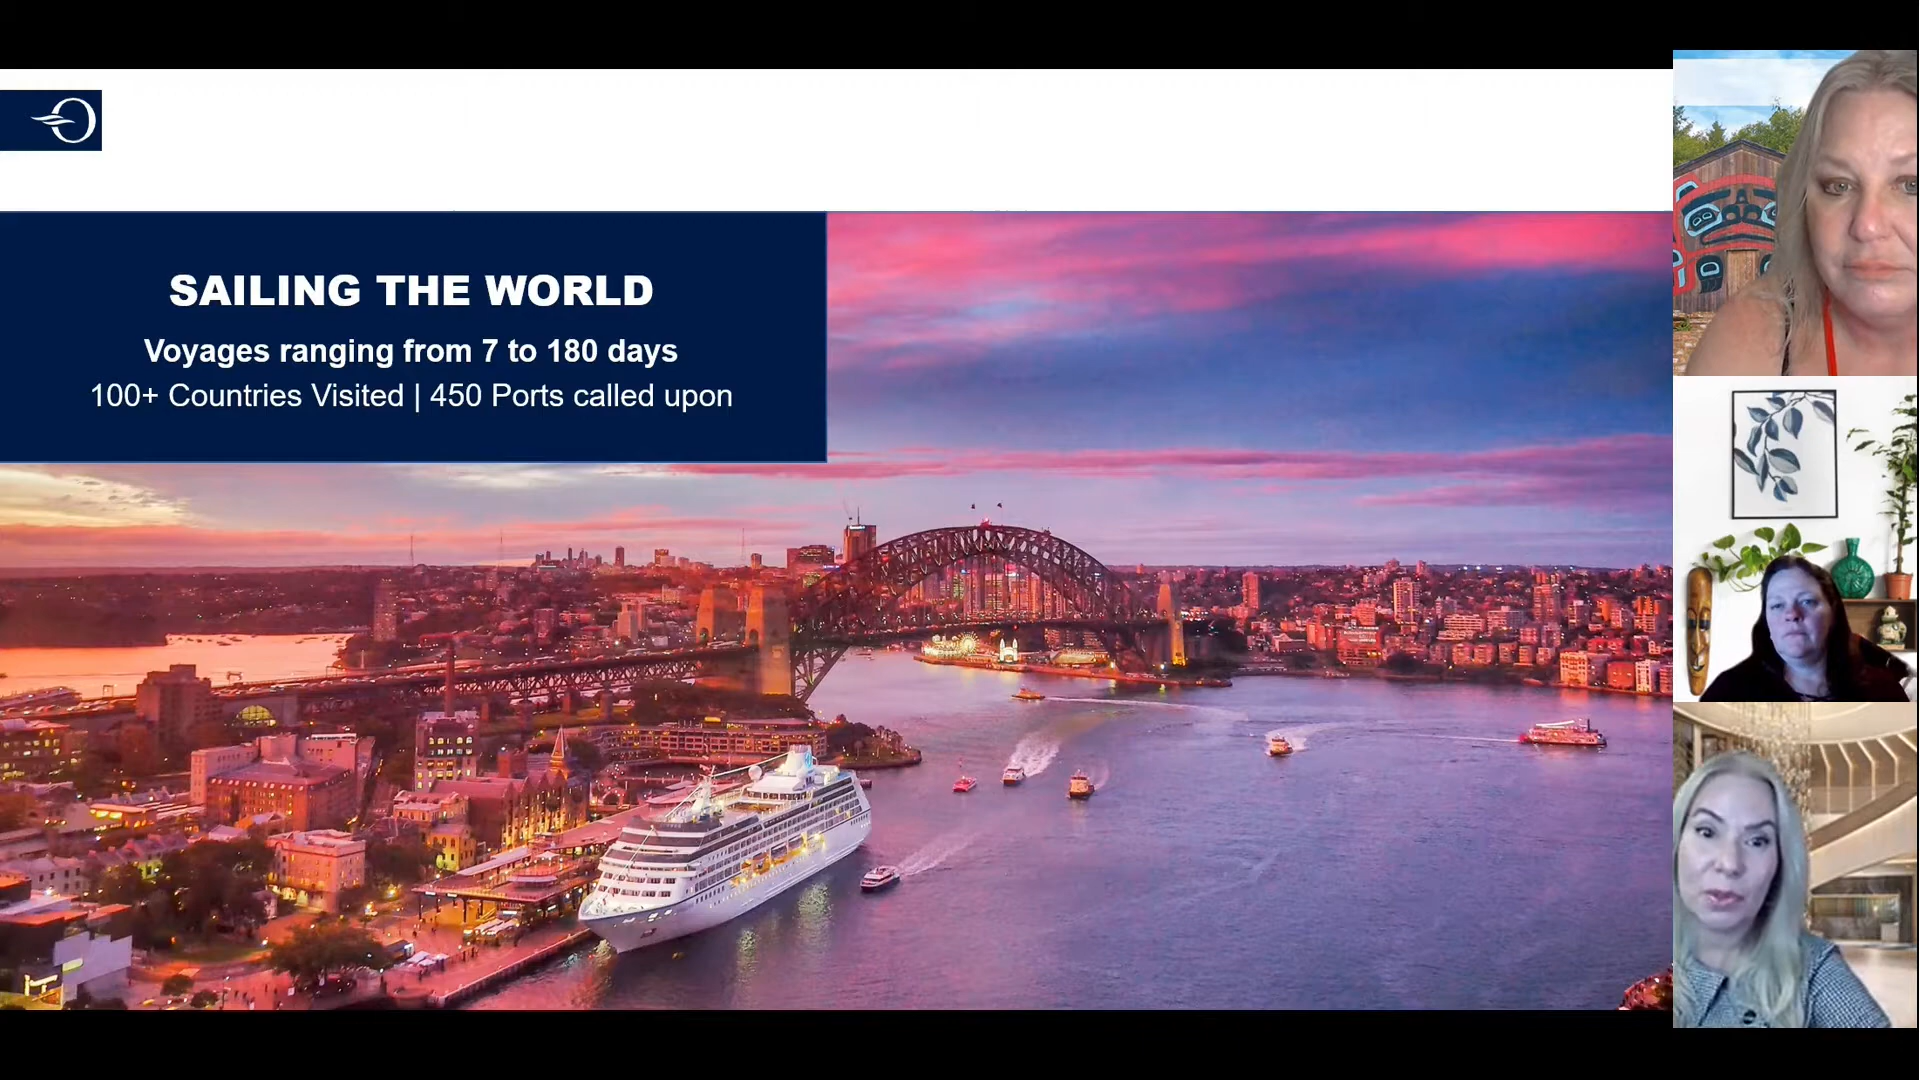 SAILING THE WORLD
Voyages ranging from 7 to 180 days
100+ Countries Visited | 450 Ports called upon